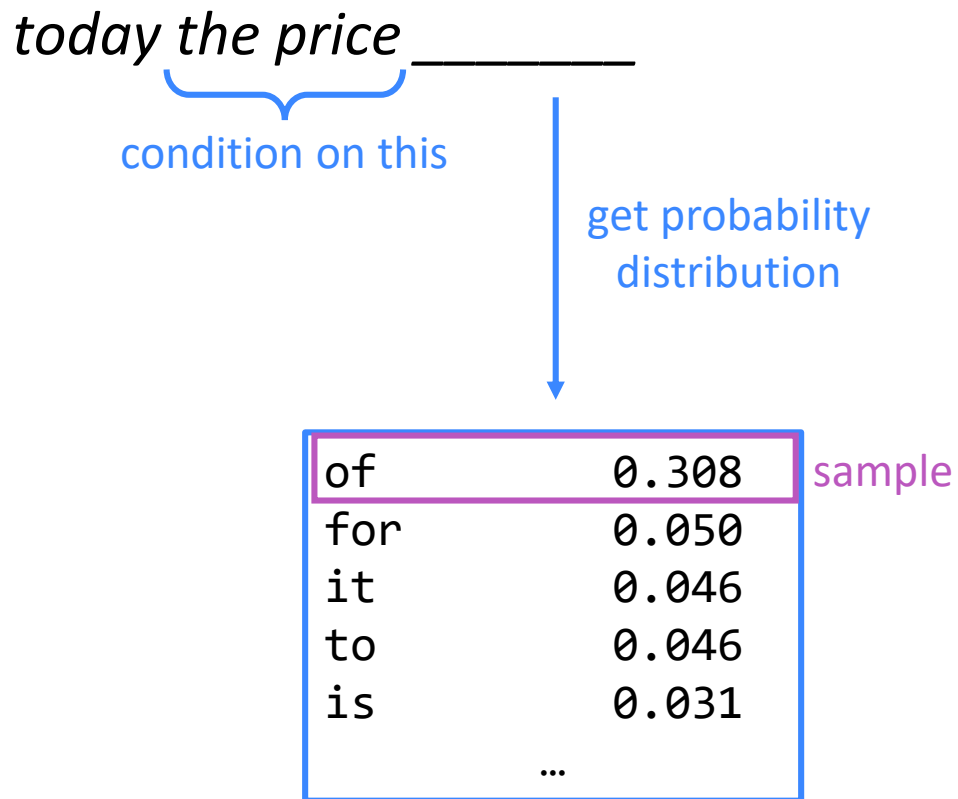 today the price _______
condition on this
get probability
distribution
of 0.308 sample
for 0.050
it 0.046
to 0.046
is 0.031
…